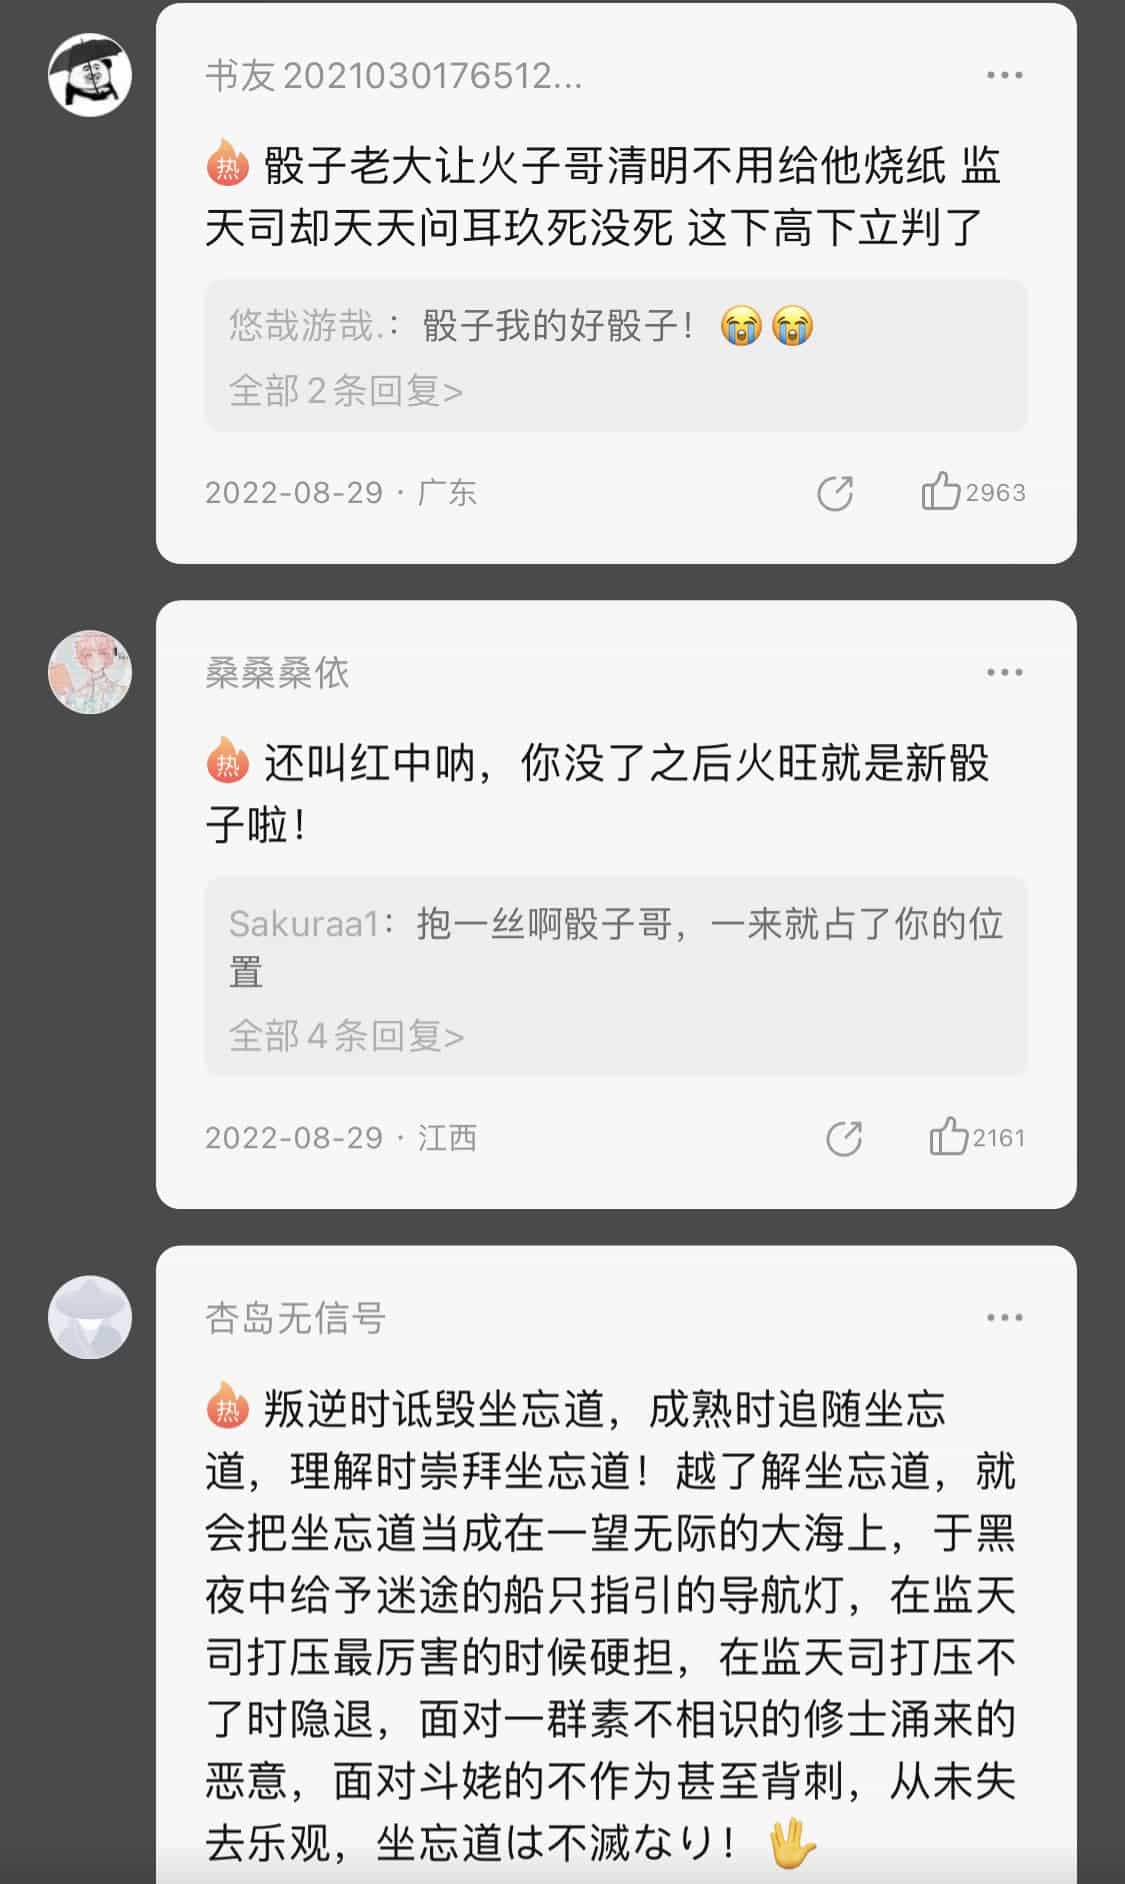 书友2021030176512...
热 骰子老大让火子哥清明不用给他烧纸 监
天司却天天问耳玖死没死 这下高下立判了
悠哉游哉.：骰子我的好骰子！😭😭
全部2条回复>
2022-08-29 · 广东
2963
桑桑桑依
热 还叫红中呐，你没了之后火旺就是新骰
子啦！
Sakuraa1：抱一丝啊骰子哥，一来就占了你的位
置
全部4条回复>
2022-08-29 · 江西
2161
杏岛无信号
热 叛逆时诋毁坐忘道，成熟时追随坐忘
道，理解时崇拜坐忘道！越了解坐忘道，就
会把坐忘道当成在一望无际的大海上，于黑
夜中给予迷途的船只指引的导航灯，在监天
司打压最厉害的时候硬担，在监天司打压不
了时隐退，面对一群素不相识的修士涌来的
恶意，面对斗姥的不作为甚至背刺，从未失
去乐观，坐忘道は不滅なり！🖖